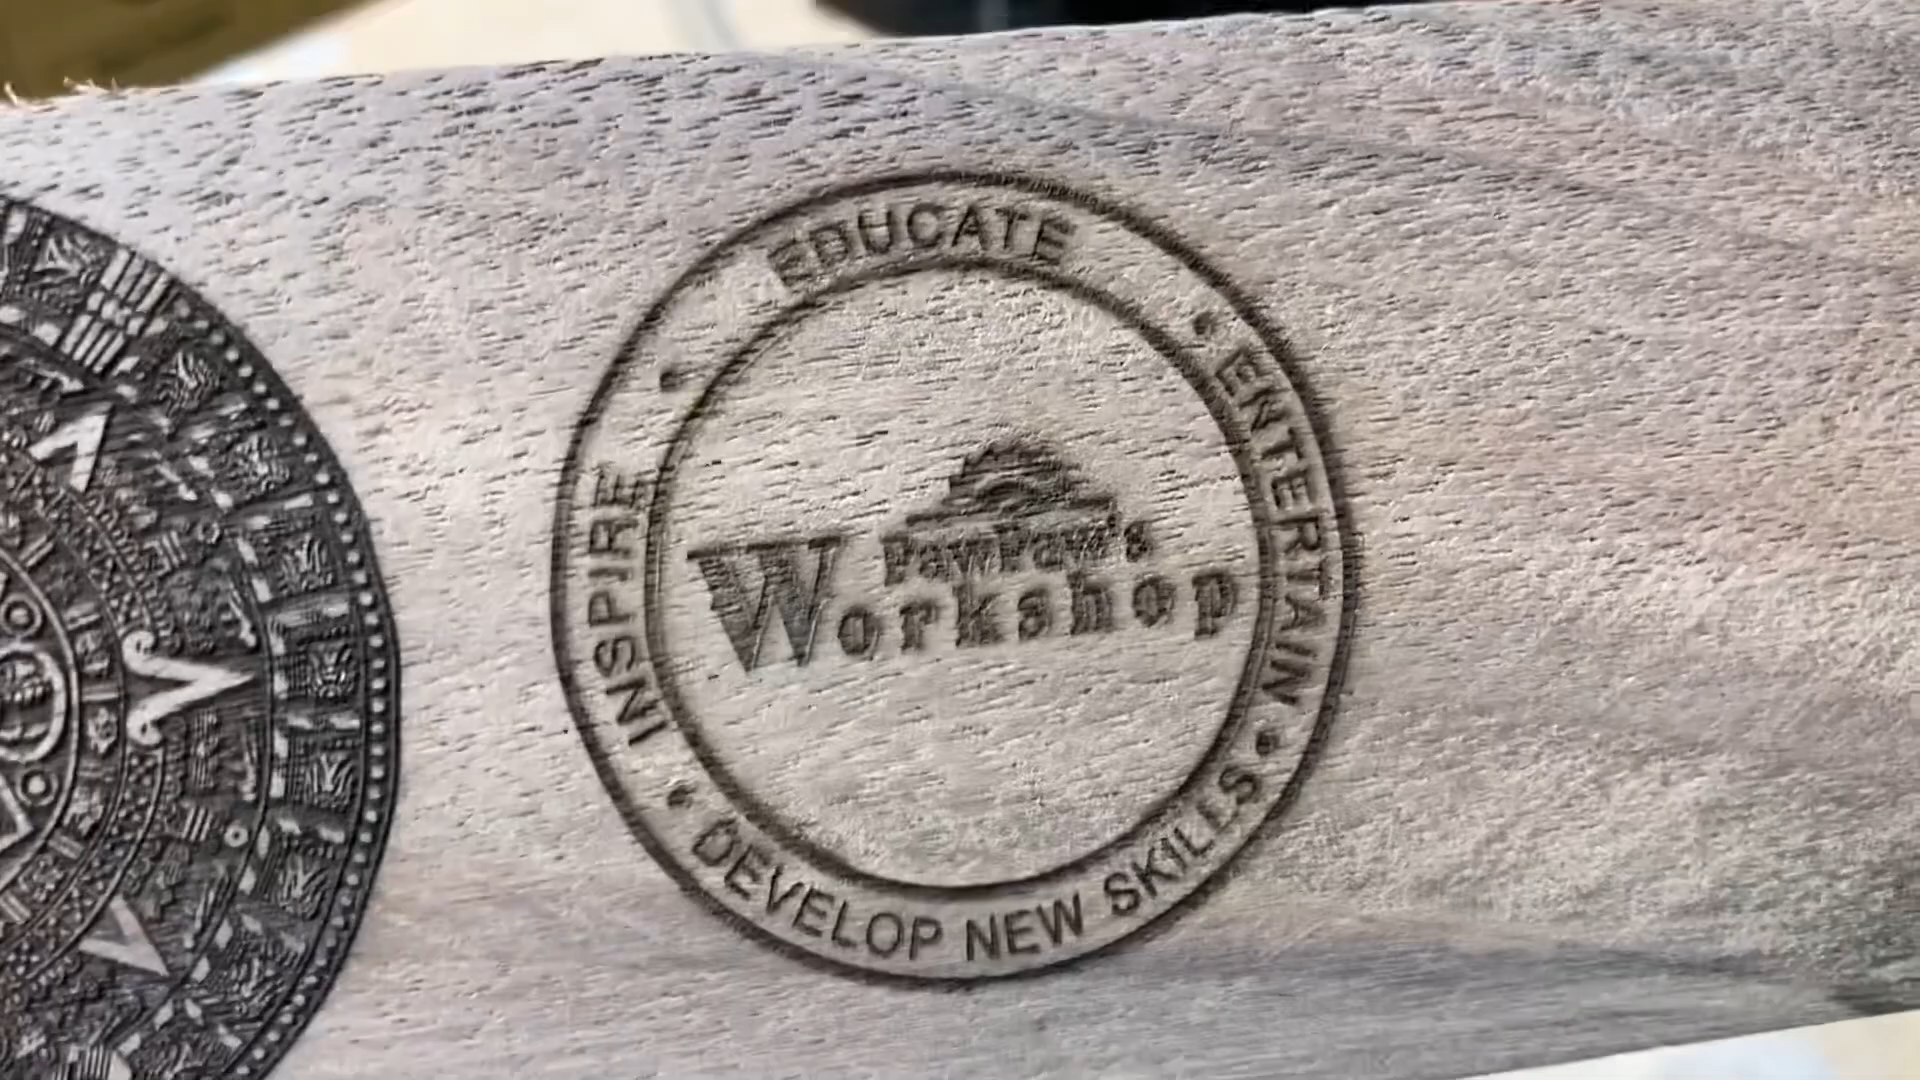 EDUCATE
• ENTERTAIN •
DEVELOP NEW SKILLS
• INSPIRE •
PawPaw's
Workshop